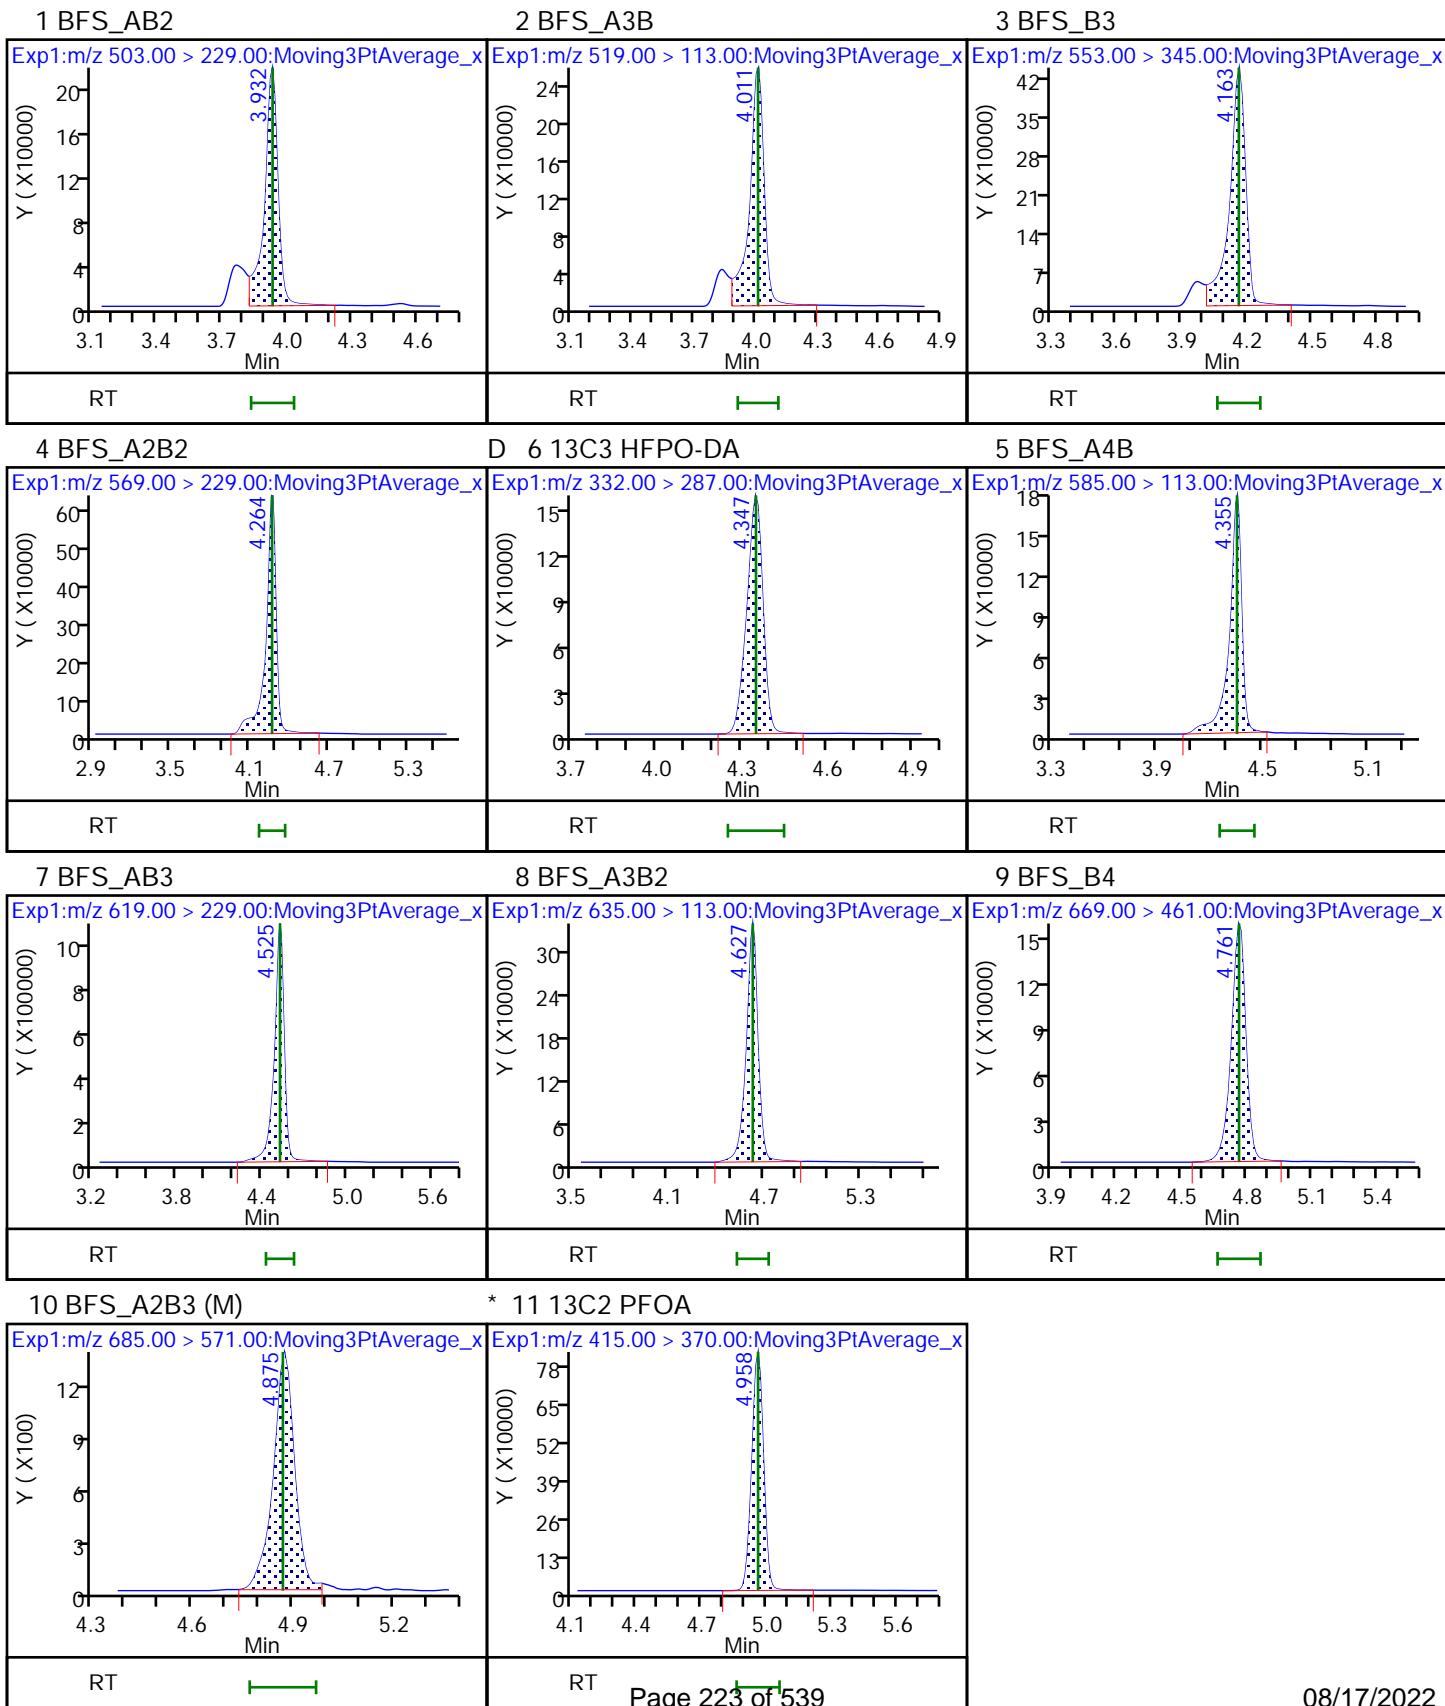 1 BFS_AB2
2 BFS_A3B
3 BFS_B3
Exp1:m/z 503.00 > 229.00:Moving3PtAverage_x
Exp1:m/z 519.00 > 113.00:Moving3PtAverage_x
Exp1:m/z 553.00 > 345.00:Moving3PtAverage_x
3.932
4.011
4.163
Y ( X10000)
20
16
12
8
4
0
3.1 3.4 3.7 4.0 4.3 4.6
Min
Y ( X10000)
24
20
16
12
8
4
0
3.1 3.4 3.7 4.0 4.3 4.6 4.9
Min
Y ( X10000)
42
35
28
21
14
7
0
3.3 3.6 3.9 4.2 4.5 4.8
Min
RT
RT
RT
4 BFS_A2B2
D 6 13C3 HFPO-DA
5 BFS_A4B
Exp1:m/z 569.00 > 229.00:Moving3PtAverage_x
Exp1:m/z 332.00 > 287.00:Moving3PtAverage_x
Exp1:m/z 585.00 > 113.00:Moving3PtAverage_x
4.264
4.347
4.355
Y ( X10000)
60
50
40
30
20
10
0
2.9 3.5 4.1 4.7 5.3
Min
Y ( X10000)
15
12
9
6
3
0
3.7 4.0 4.3 4.6 4.9
Min
Y ( X10000)
18
15
12
9
6
3
0
3.3 3.9 4.5 5.1
Min
RT
RT
RT
7 BFS_AB3
8 BFS_A3B2
9 BFS_B4
Exp1:m/z 619.00 > 229.00:Moving3PtAverage_x
Exp1:m/z 635.00 > 113.00:Moving3PtAverage_x
Exp1:m/z 669.00 > 461.00:Moving3PtAverage_x
4.525
4.627
4.761
Y ( X100000)
10
8
6
4
2
0
3.2 3.8 4.4 5.0 5.6
Min
Y ( X10000)
30
24
18
12
6
0
3.5 4.1 4.7 5.3
Min
Y ( X10000)
15
12
9
6
3
0
3.9 4.2 4.5 4.8 5.1 5.4
Min
RT
RT
RT
10 BFS_A2B3 (M)
* 11 13C2 PFOA
Exp1:m/z 685.00 > 571.00:Moving3PtAverage_x
Exp1:m/z 415.00 > 370.00:Moving3PtAverage_x
4.875
4.958
Y ( X100)
12
9
6
3
0
4.3 4.6 4.9 5.2
Min
Y ( X10000)
78
65
52
39
26
13
0
4.1 4.4 4.7 5.0 5.3 5.6
Min
RT
RT
Page 223 of 539
08/17/2022